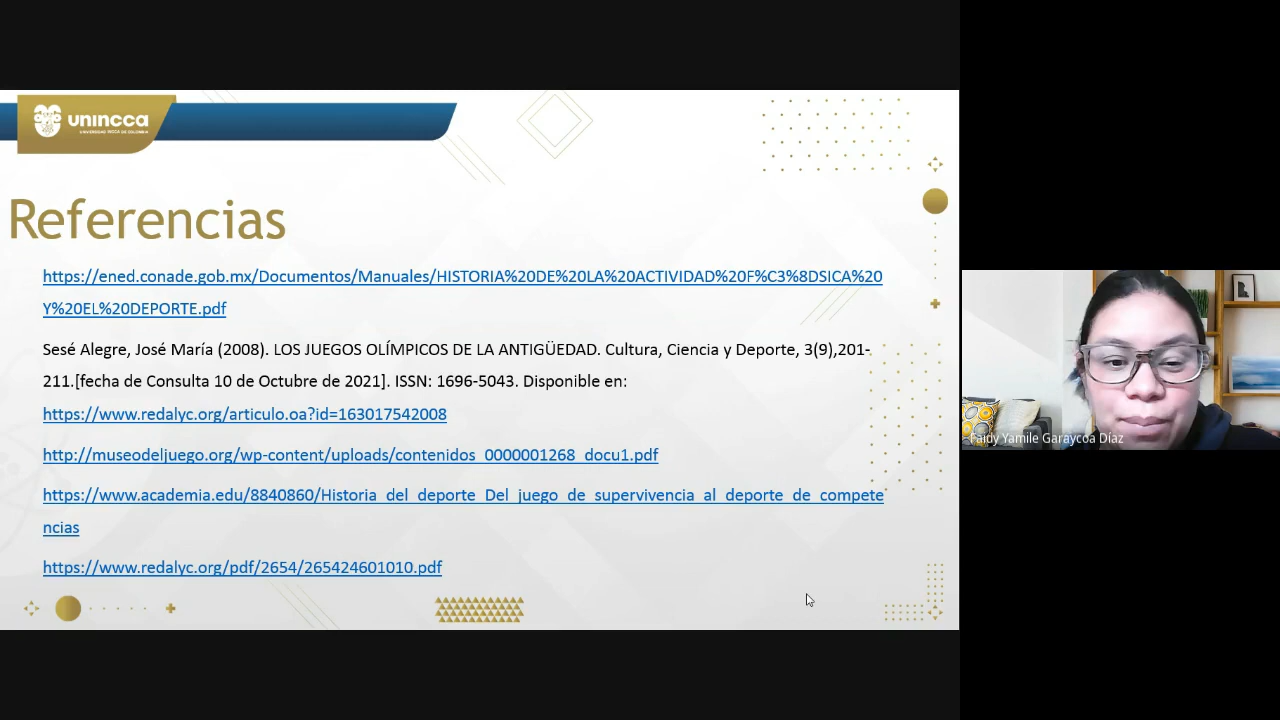 unincca
UNIVERSIDAD INCCA DE COLOMBIA
Referencias
https://ened.conade.gob.mx/Documentos/Manuales/HISTORIA%20DE%20LA%20ACTIVIDAD%20F%C3%8DSICA%20
Y%20EL%20DEPORTE.pdf
Sesé Alegre, José María (2008). LOS JUEGOS OLÍMPICOS DE LA ANTIGÜEDAD. Cultura, Ciencia y Deporte, 3(9),201-
211.[fecha de Consulta 10 de Octubre de 2021]. ISSN: 1696-5043. Disponible en:
https://www.redalyc.org/articulo.oa?id=163017542008
http://museodeljuego.org/wp-content/uploads/contenidos_0000001268_docu1.pdf
https://www.academia.edu/8840860/Historia_del_deporte_Del_juego_de_supervivencia_al_deporte_de_compete
ncias
https://www.redalyc.org/pdf/2654/265424601010.pdf
Faidy Yamile Garaycoa Díaz